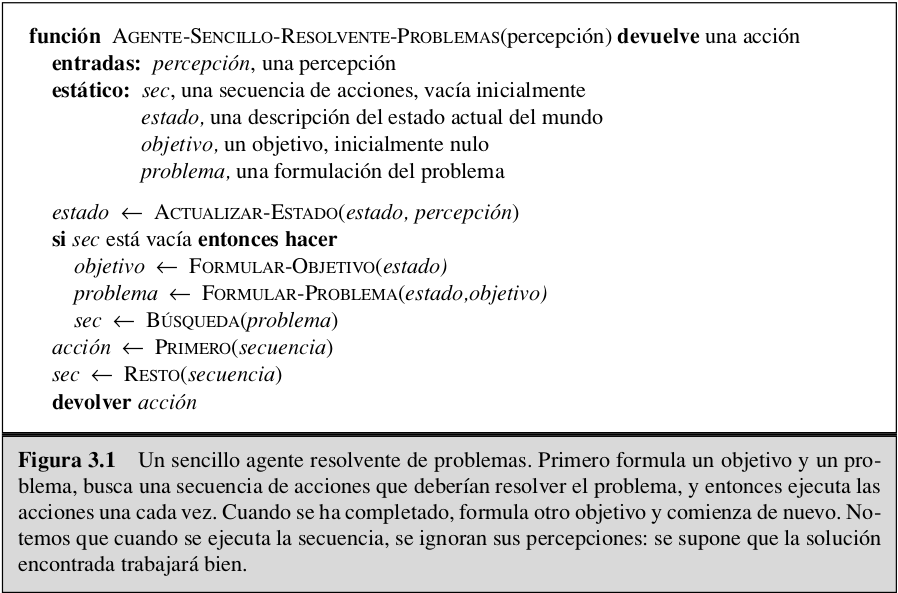 función AGENTE-SENCILLO-RESOLVENTE-PROBLEMAS(percepción) devuelve una acción
entradas: percepción, una percepción
estático: sec, una secuencia de acciones, vacía inicialmente
estado, una descripción del estado actual del mundo
objetivo, un objetivo, inicialmente nulo
problema, una formulación del problema
estado ← ACTUALIZAR-ESTADO(estado, percepción)
si sec está vacía entonces hacer
objetivo ← FORMULAR-OBJETIVO(estado)
problema ← FORMULAR-PROBLEMA(estado,objetivo)
sec ← BÚSQUEDA(problema)
acción ← PRIMERO(secuencia)
sec ← RESTO(secuencia)
devolver acción
Figura 3.1 Un sencillo agente resolvente de problemas. Primero formula un objetivo y un pro-
blema, busca una secuencia de acciones que deberían resolver el problema, y entonces ejecuta las
acciones una cada vez. Cuando se ha completado, formula otro objetivo y comienza de nuevo. No-
temos que cuando se ejecuta la secuencia, se ignoran sus percepciones: se supone que la solución
encontrada trabajará bien.